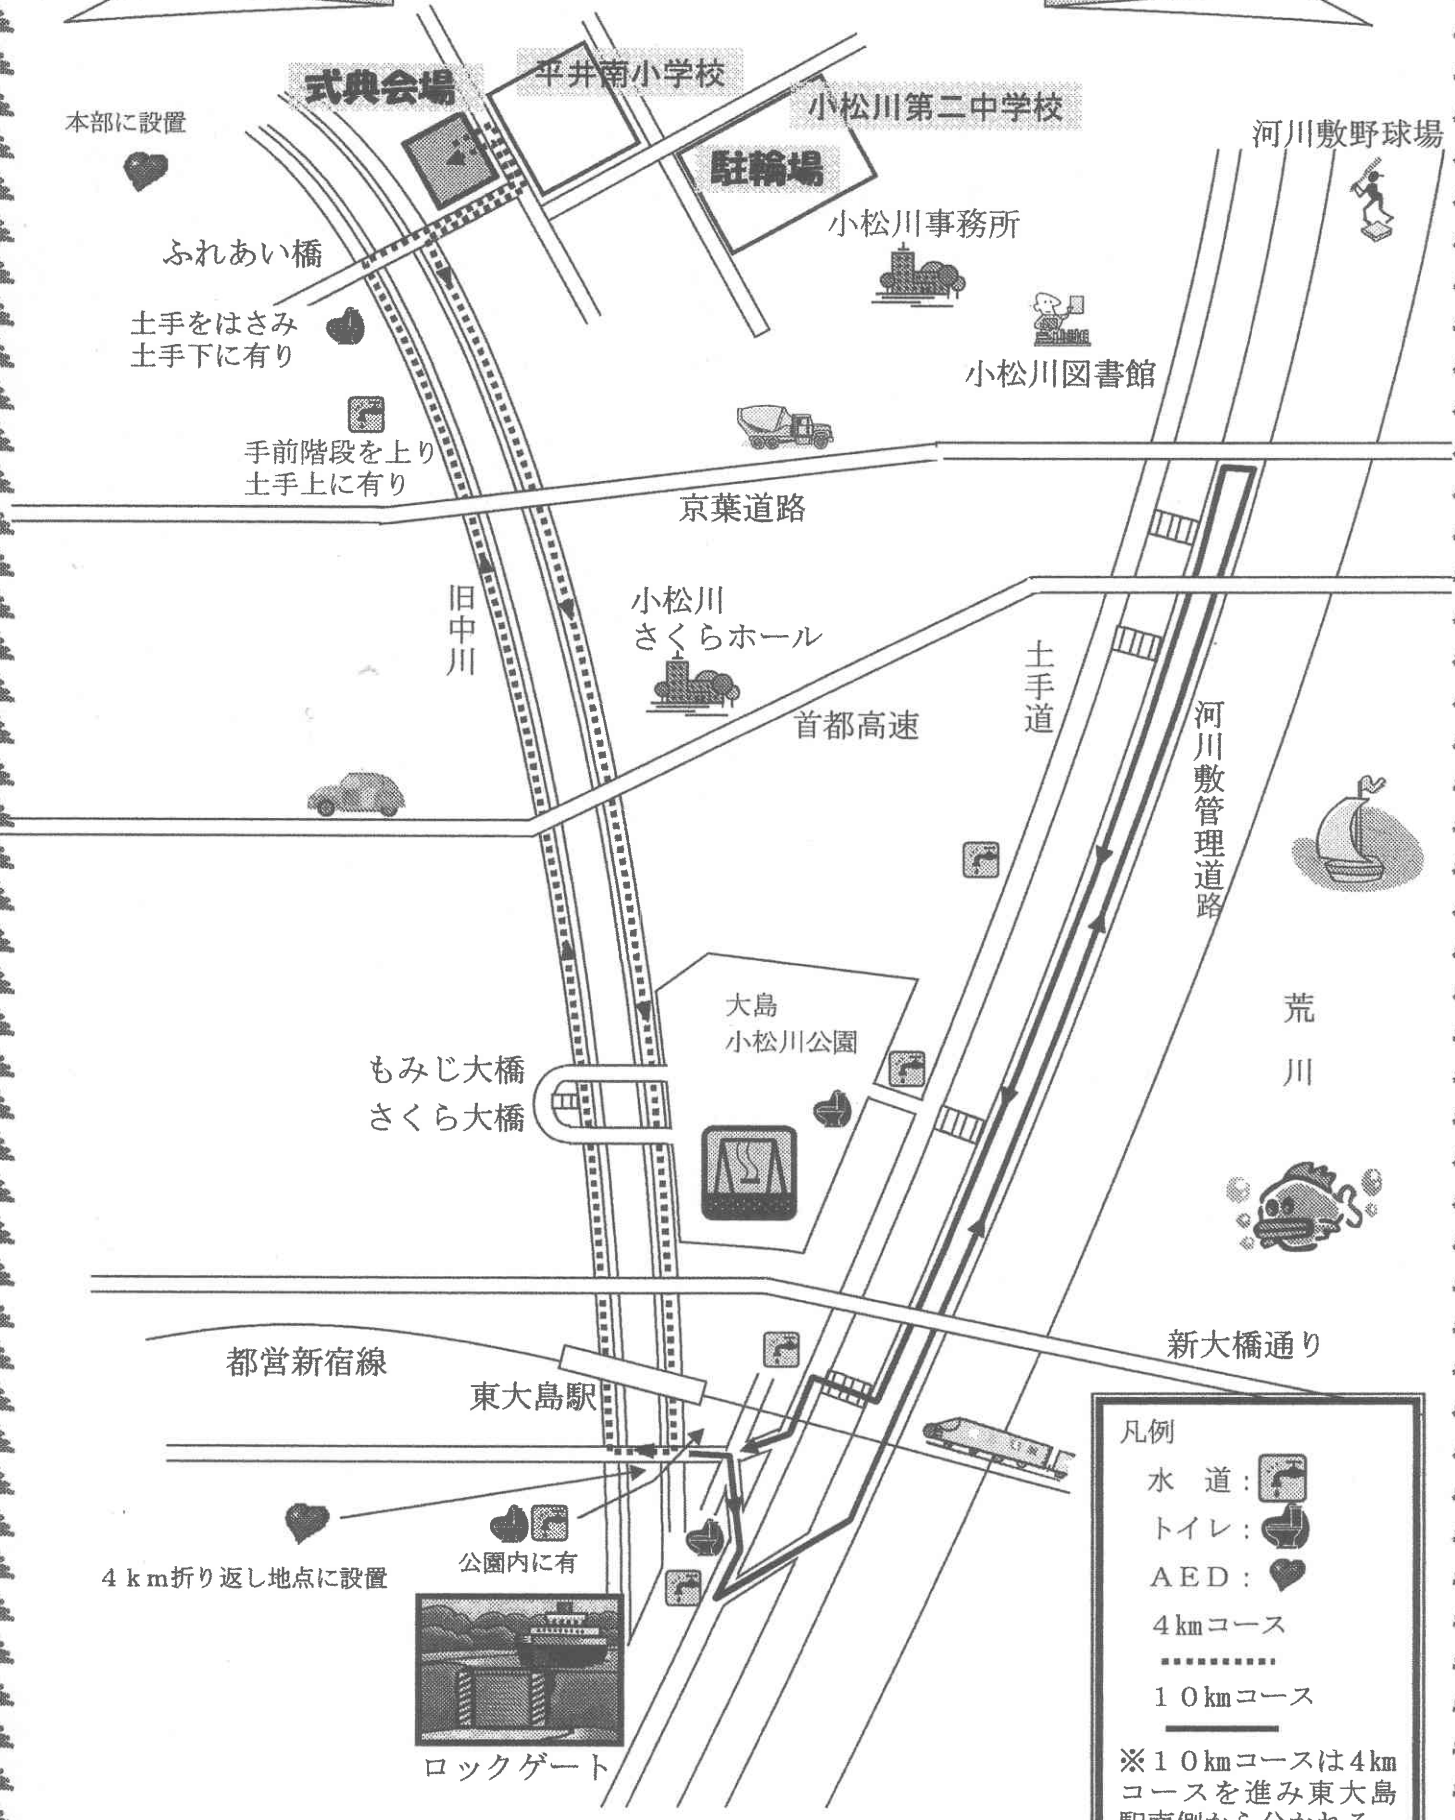 式典会場
平井南小学校
小松川第二中学校
本部に設置
河川敷野球場
駐輪場
小松川事務所
ふれあい橋
土手をはさみ
土手下に有り
小松川図書館
手前階段を上り
土手上に有り
京葉道路
旧中川
小松川
さくらホール
土手道
首都高速
河川敷管理道路
荒川
大島
小松川公園
もみじ大橋
さくら大橋
新大橋通り
都営新宿線
東大島駅
4km折り返し地点に設置
公園内に有
ロックゲート
凡例
水 道:
トイレ:
AED:
4kmコース
10kmコース
※10kmコースは4km
コースを進み東大島